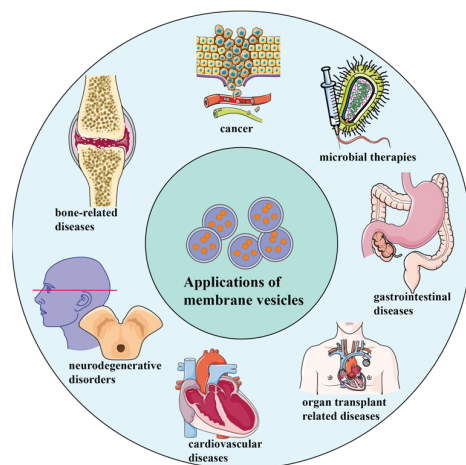 cancer
microbial therapies
bone-related
diseases
gastrointestinal
diseases
Applications of
membrane vesicles
neurodegenerative
disorders
organ transplant
related diseases
cardiovascular
diseases